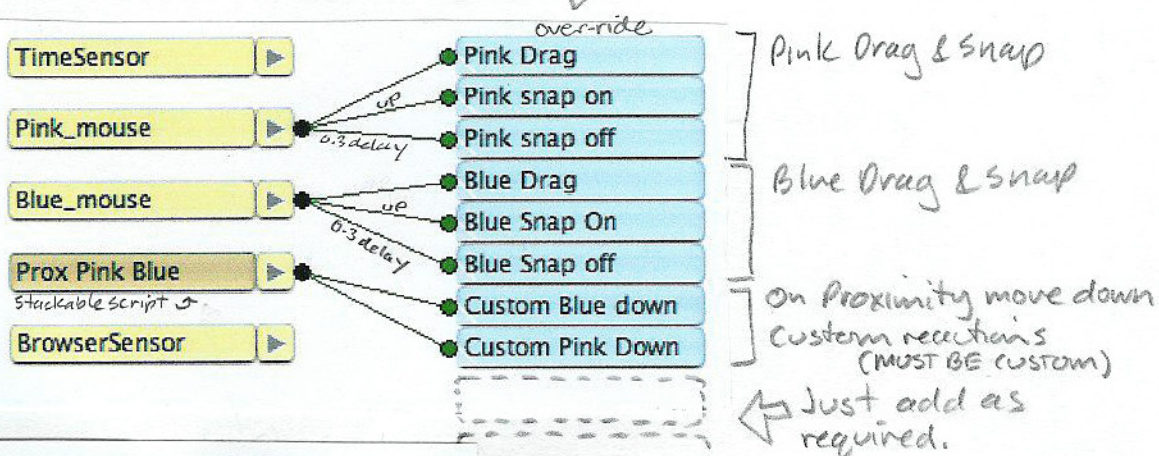 over-ride
TimeSensor
Pink Drag
Pink Drag & Snap
up
Pink snap on
Pink_mouse
0.3 delay
Pink snap off
Blue Drag
Blue Drag & Snap
Blue_mouse
up
Blue Snap On
0.3 delay
Blue Snap off
Prox Pink Blue
Stackable script
Custom Blue down
On Proximity move down
BrowserSensor
Custom Pink Down
Custom reactions
(MUST BE CUSTOM)
Just add as
required.